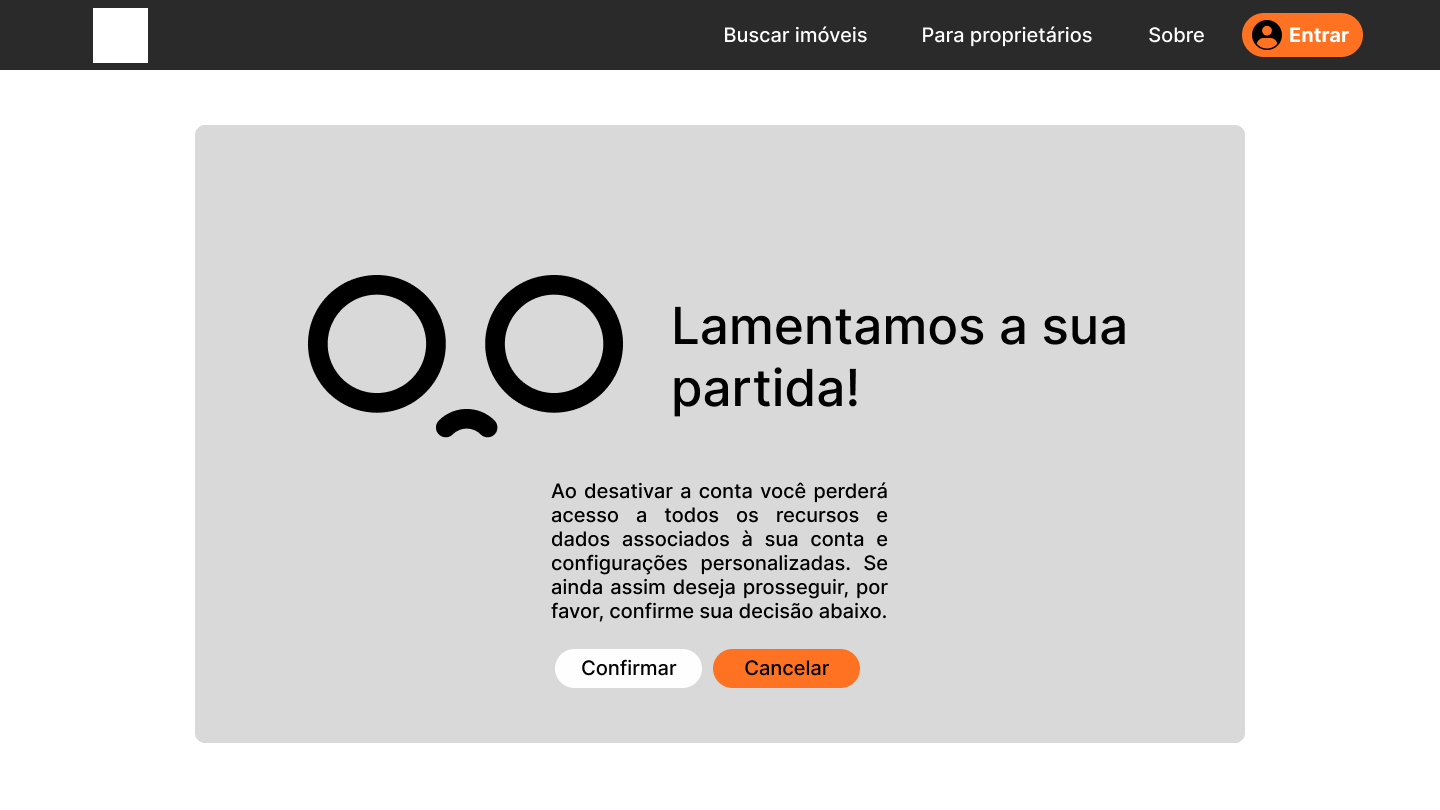 Buscar imóveis Para proprietários Sobre Entrar
Lamentamos a sua
partida!
Ao desativar a conta você perderá
acesso a todos os recursos e
dados associados à sua conta e
configurações personalizadas. Se
ainda assim deseja prosseguir, por
favor, confirme sua decisão abaixo.
Confirmar Cancelar